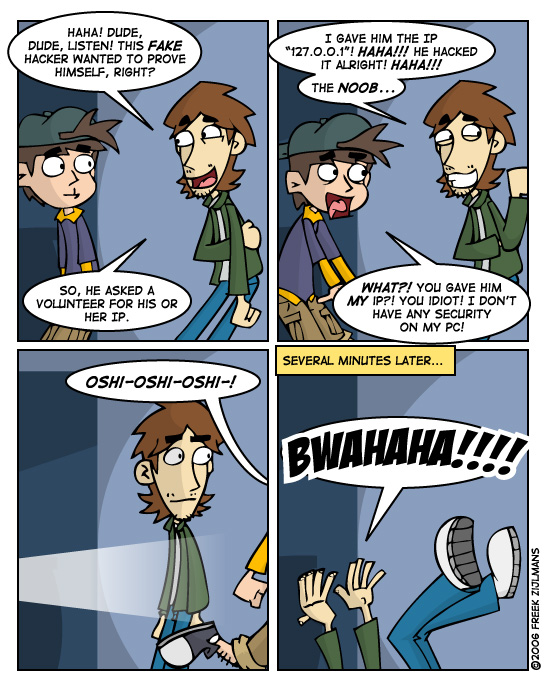 HAHA! DUDE,
DUDE, LISTEN! THIS FAKE
HACKER WANTED TO PROVE
HIMSELF, RIGHT?
SO, HE ASKED A
VOLUNTEER FOR HIS OR
HER IP.
I GAVE HIM THE IP
"127.0.0.1"! HAHA!!! HE HACKED
IT ALRIGHT! HAHA!!!
THE NOOB...
WHAT?! YOU GAVE HIM
MY IP?! YOU IDIOT! I DON'T
HAVE ANY SECURITY
ON MY PC!
OSHI-OSHI-OSHI-!
SEVERAL MINUTES LATER...
BWAHAHA!!!!
©2006 FREEK ZIJLMANS